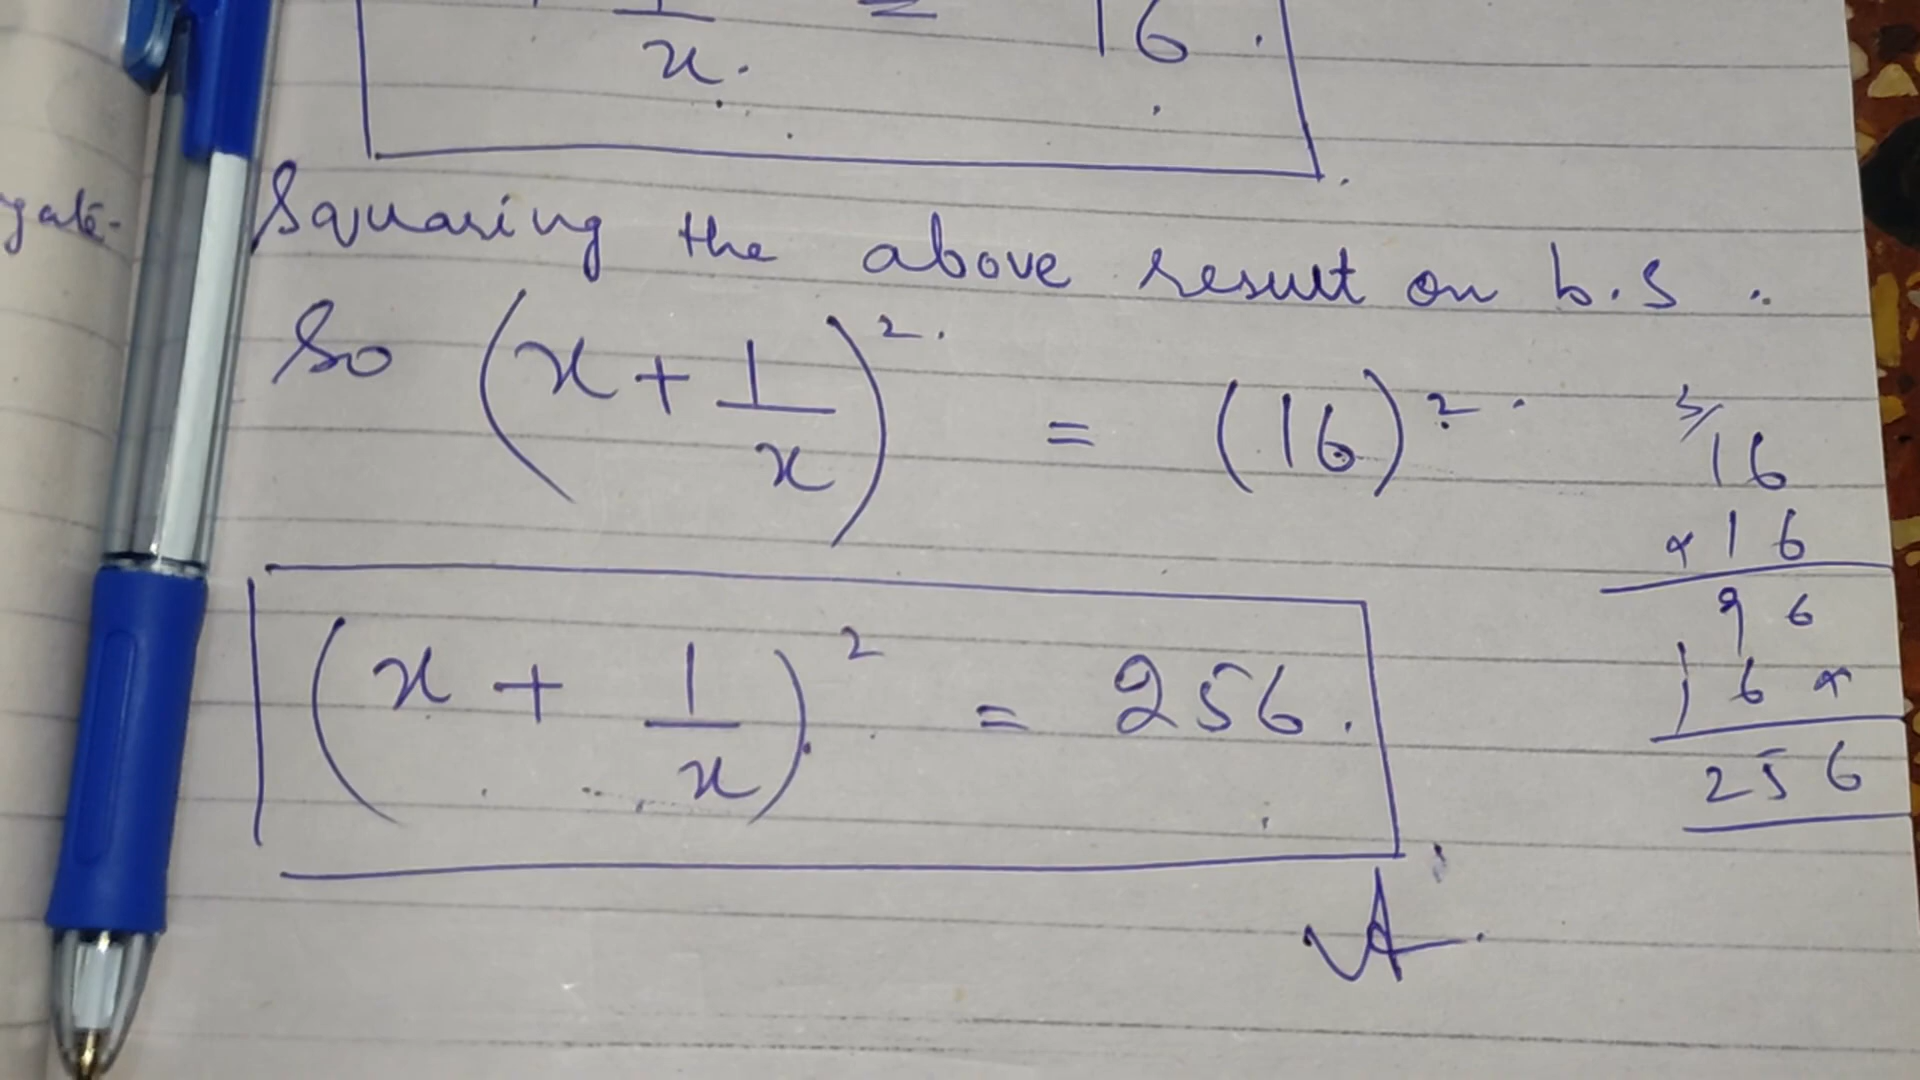 1/x. = 16.
Squaring the above result on b.s.
So (x + 1/x)². = (16)².
(x + 1/x)² = 256.
3/
16
× 16
96
16×
256